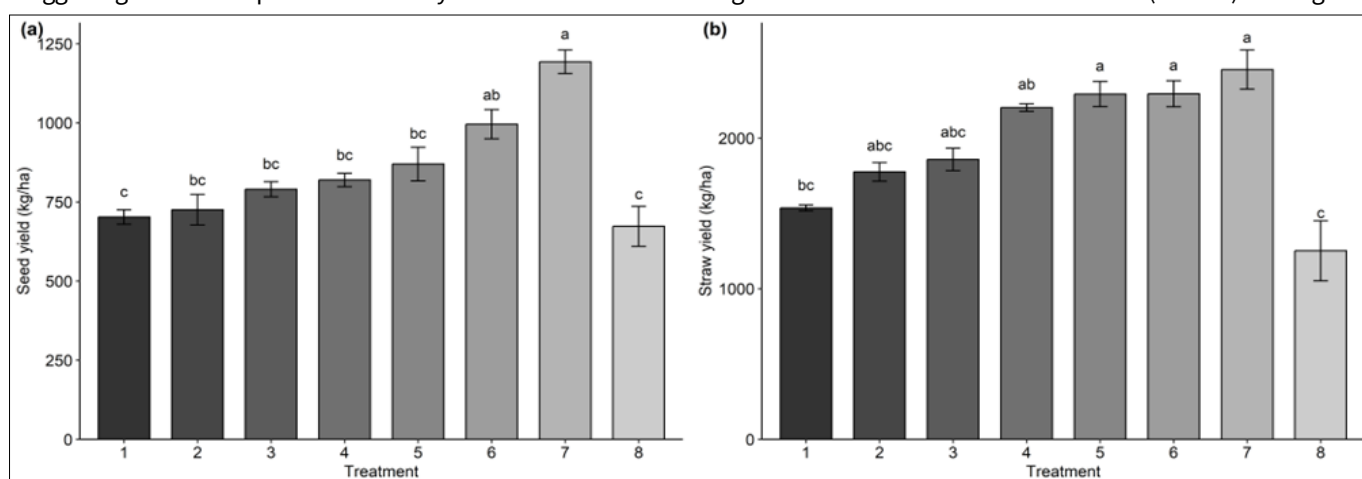 (a)
1250
1000
750
500
250
0
Seed yield (kg/ha)
c
bc
bc
bc
bc
ab
a
c
1 2 3 4 5 6 7 8
Treatment
(b)
2000
1000
0
Straw yield (kg/ha)
bc
abc
abc
ab
a
a
a
c
1 2 3 4 5 6 7 8
Treatment